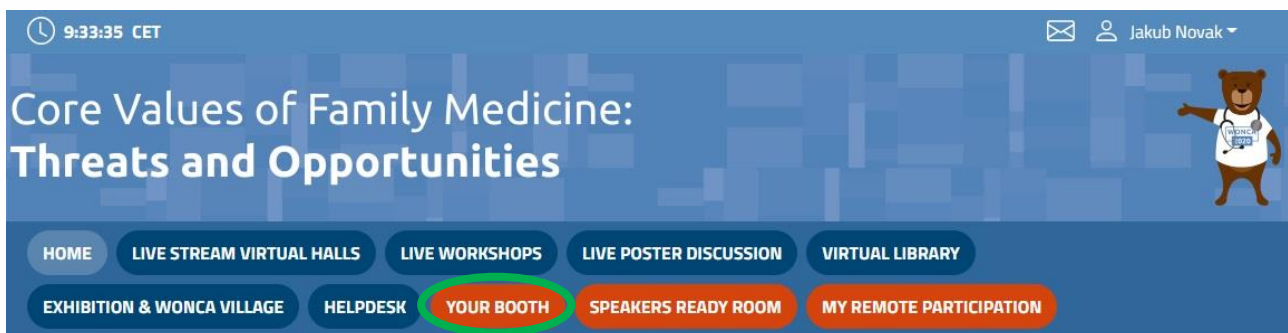 9:33:35 CET
Jakub Novak
Core Values of Family Medicine:
Threats and Opportunities
WONCA
2020
HOME LIVE STREAM VIRTUAL HALLS LIVE WORKSHOPS LIVE POSTER DISCUSSION VIRTUAL LIBRARY
EXHIBITION & WONCA VILLAGE HELPDESK YOUR BOOTH SPEAKERS READY ROOM MY REMOTE PARTICIPATION